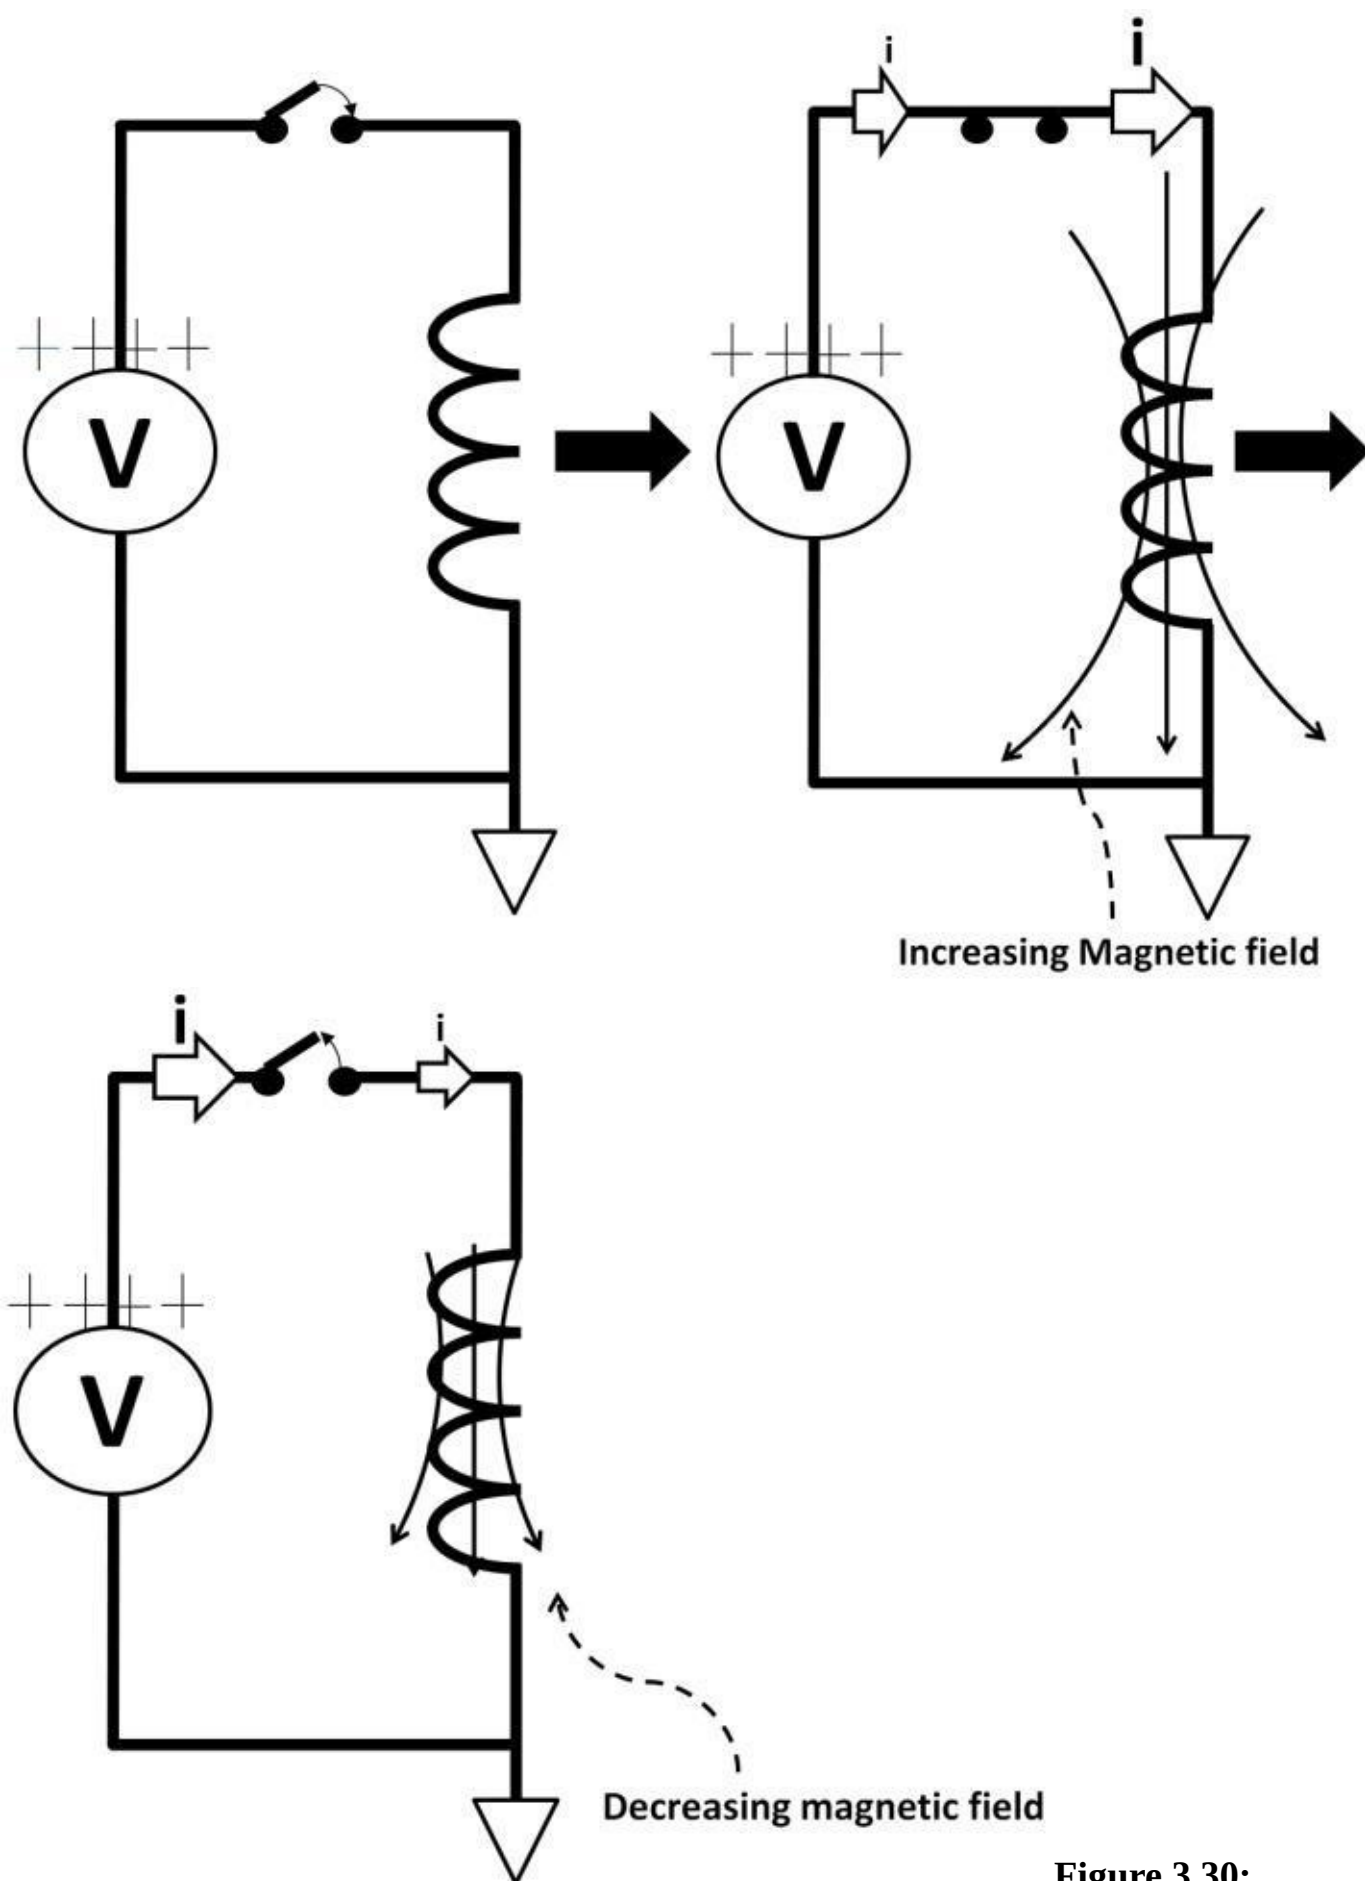 i i
V V
Increasing Magnetic field
i i
V
Decreasing magnetic field
Figure 3.30: